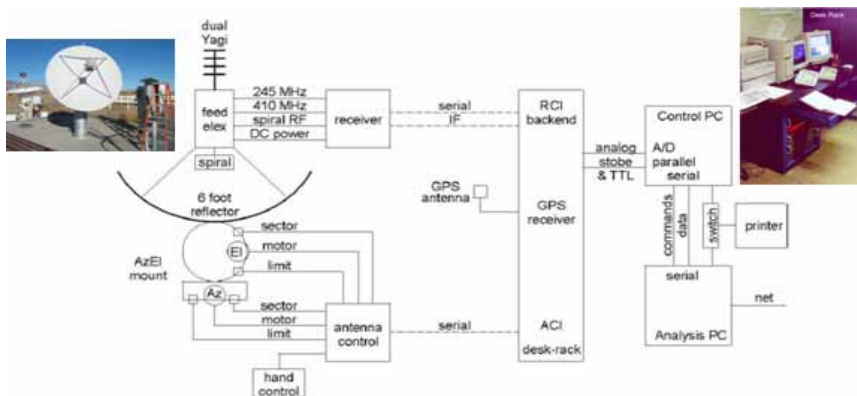 dual
Yagi
Desk Rack
245 MHz
410 MHz
spiral RF
DC power
feed
elex
receiver
serial
IF
RCI
backend
Control PC
A/D
parallel
serial
analog
stobe
& TTL
spiral
6 foot
reflector
GPS
antenna
GPS
receiver
commands
data
switch
printer
sector
motor
limit
El
AzEl
mount
Az
sector
motor
limit
antenna
control
serial
ACI
desk-rack
serial
Analysis PC
net
hand
control